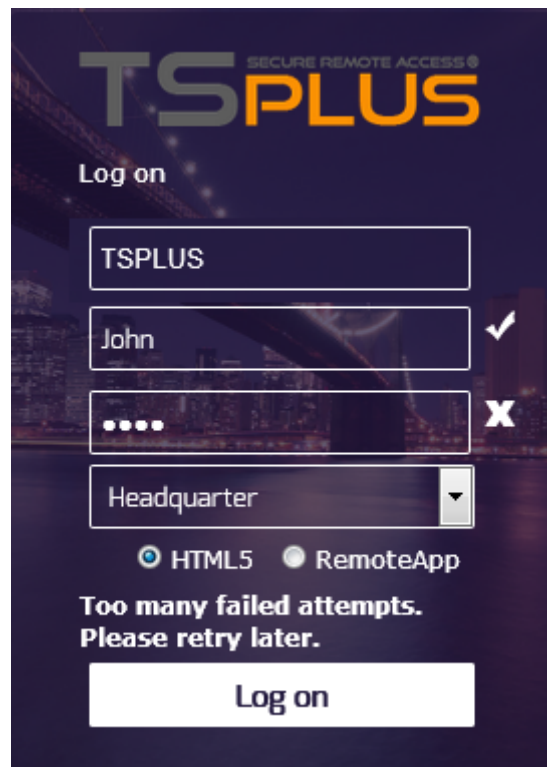 SECURE REMOTE ACCESS®
TSPLUS
Log on
TSPLUS
John
••••
Headquarter
HTML5 RemoteApp
Too many failed attempts.
Please retry later.
Log on